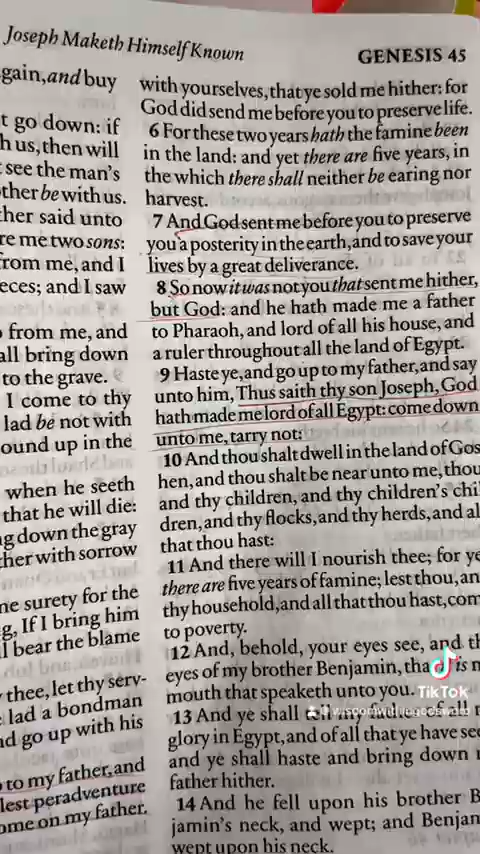 Joseph Maketh Himself Known
GENESIS 45
gain, and buy
t go down: if
h us, then will
see the man's
ther be with us.
her said unto
re me two sons:
from me, and I
eces; and I saw
from me, and
all bring down
to the grave.
I come to thy
lad be not with
ound up in the
when he seeth
that he will die:
ng down the gray
her with sorrow
ne surety for the
g, If I bring him
l bear the blame
thee, let thy serv-
lad a bondman
nd go up with his
to my father, and
lest peradventure
ome on my father.
with yourselves, that ye sold me hither: for
God did send me before you to preserve life.
6 For these two years hath the famine been
in the land: and yet there are five years, in
the which there shall neither be earing nor
harvest.
7 And God sent me before you to preserve
you a posterity in the earth, and to save your
lives by a great deliverance.
8 So now it was not you that sent me hither,
but God: and he hath made me a father
to Pharaoh, and lord of all his house, and
a ruler throughout all the land of Egypt.
9 Haste ye, and go up to my father, and say
unto him, Thus saith thy son Joseph, God
hath made me lord of all Egypt: come down
unto me, tarry not:
10 And thou shalt dwell in the land of Gos
hen, and thou shalt be near unto me, thou
and thy children, and thy children's chil
dren, and thy flocks, and thy herds, and al
that thou hast:
11 And there will I nourish thee; for ye
there are five years of famine; lest thou, an
thy household, and all that thou hast, com
to poverty.
12 And, behold, your eyes see, and th
eyes of my brother Benjamin, that is m
mouth that speaketh unto you.
TikTok
13 And ye shall tell my father of all
glory in Egypt, and of all that ye have see
and ye shall haste and bring down
father hither.
14 And he fell upon his brother B
jamin's neck, and wept; and Benjam
wept upon his neck.